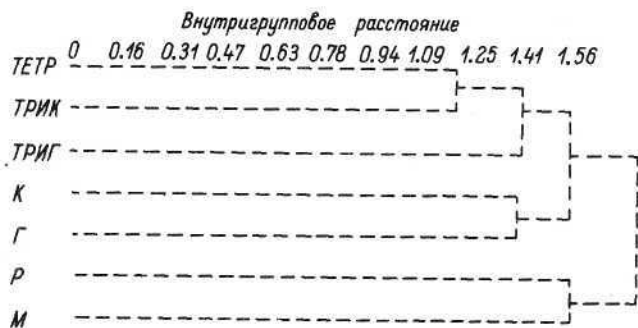 Внутригрупповое расстояние
0 0.16 0.31 0.47 0.63 0.78 0.94 1.09 1.25 1.41 1.56
ТЕТР
ТРИК
ТРИГ
К
Г
Р
М